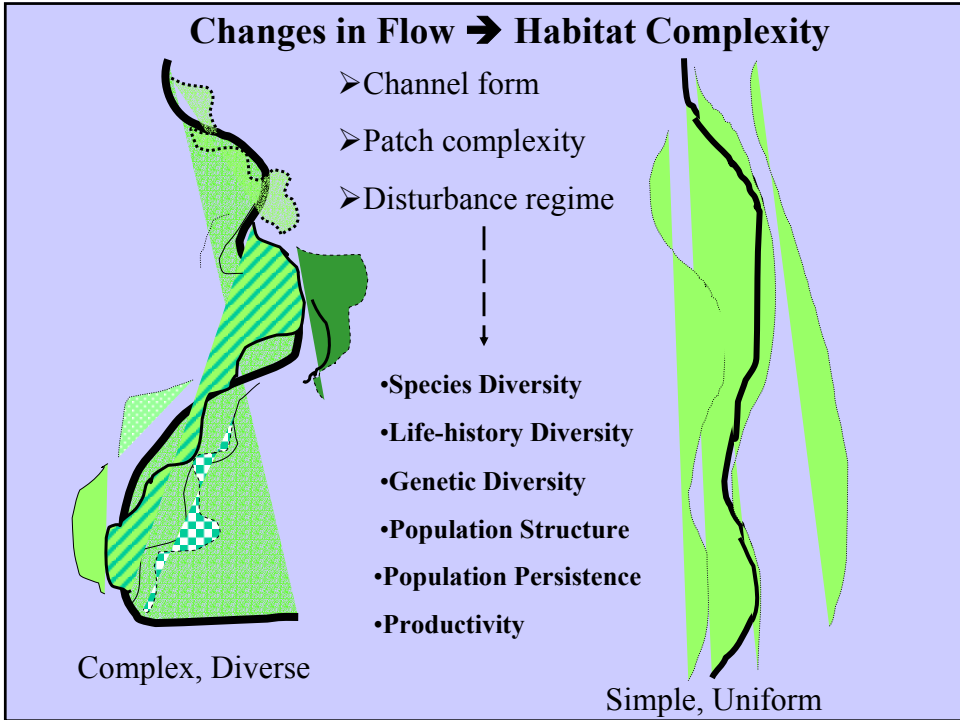 Changes in Flow ➔ Habitat Complexity
➢Channel form
➢Patch complexity
➢Disturbance regime
•Species Diversity
•Life-history Diversity
•Genetic Diversity
•Population Structure
•Population Persistence
•Productivity
Complex, Diverse
Simple, Uniform